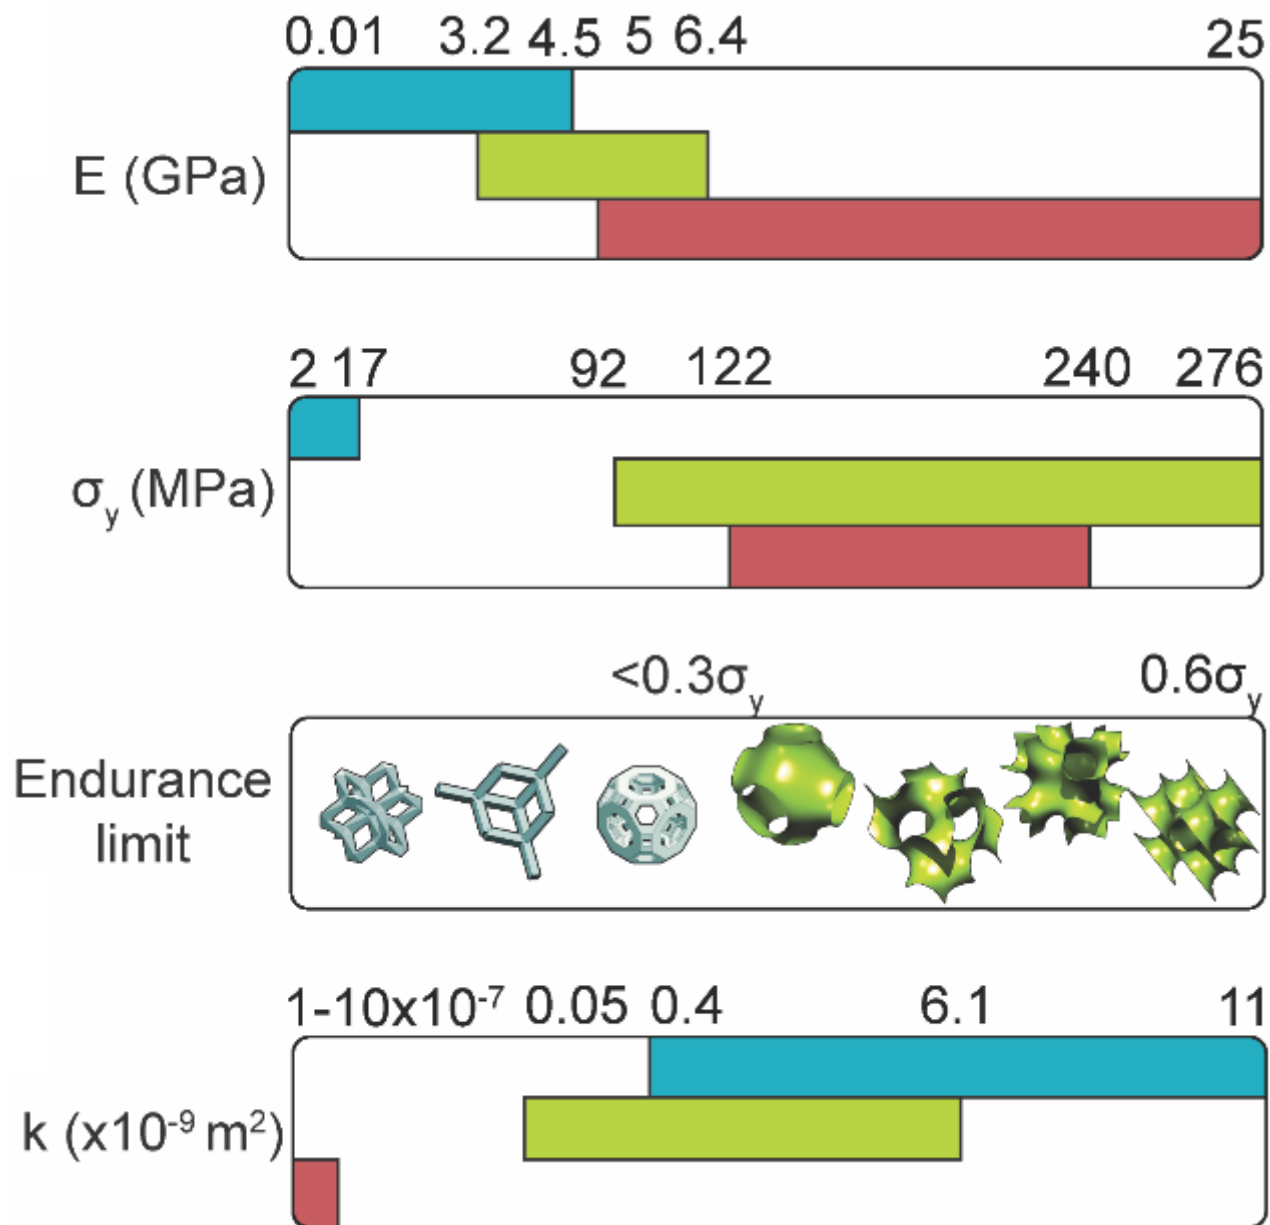 0.01 3.2 4.5 5 6.4 25
E (GPa)
2 17 92 122 240 276
σy (MPa)
<0.3σy 0.6σy
Endurance
limit
1-10x10-7 0.05 0.4 6.1 11
k (x10-9 m2)